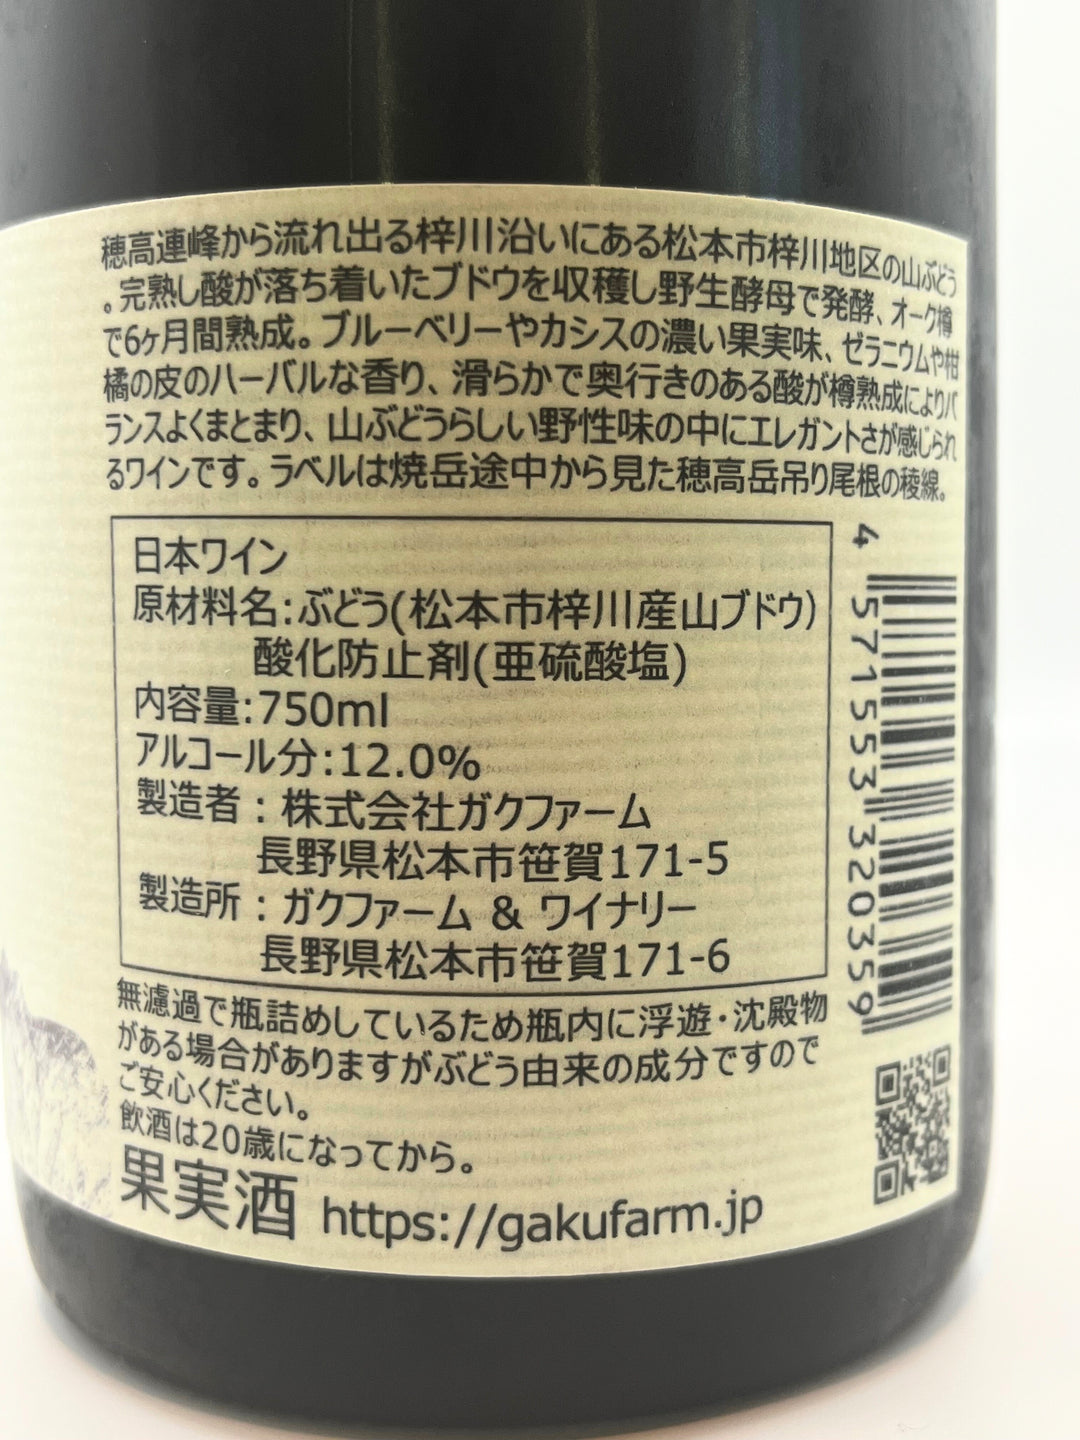 穂高連峰から流れ出る梓川沿いにある松本市梓川地区の山ぶどう
。完熟し酸が落ち着いたブドウを収穫し野生酵母で発酵、オーク樽
で6ヶ月間熟成。ブルーベリーやカシスの濃い果実味、ゼラニウムや柑
橘の皮のハーバルな香り、滑らかで奥行きのある酸が樽熟成によりバ
ランスよくまとまり、山ぶどうらしい野性味の中にエレガントさが感じられ
るワインです。ラベルは焼岳途中から見た穂高岳吊り尾根の稜線。
日本ワイン
原材料名:ぶどう(松本市梓川産山ブドウ)
酸化防止剤(亜硫酸塩)
内容量:750ml
アルコール分:12.0%
製造者：株式会社ガクファーム
長野県松本市笹賀171-5
製造所：ガクファーム & ワイナリー
長野県松本市笹賀171-6
無濾過で瓶詰めしているため瓶内に浮遊・沈殿物
がある場合がありますがぶどう由来の成分ですので
ご安心ください。
飲酒は20歳になってから。
果実酒 https://gakufarm.jp
4 571553 320359